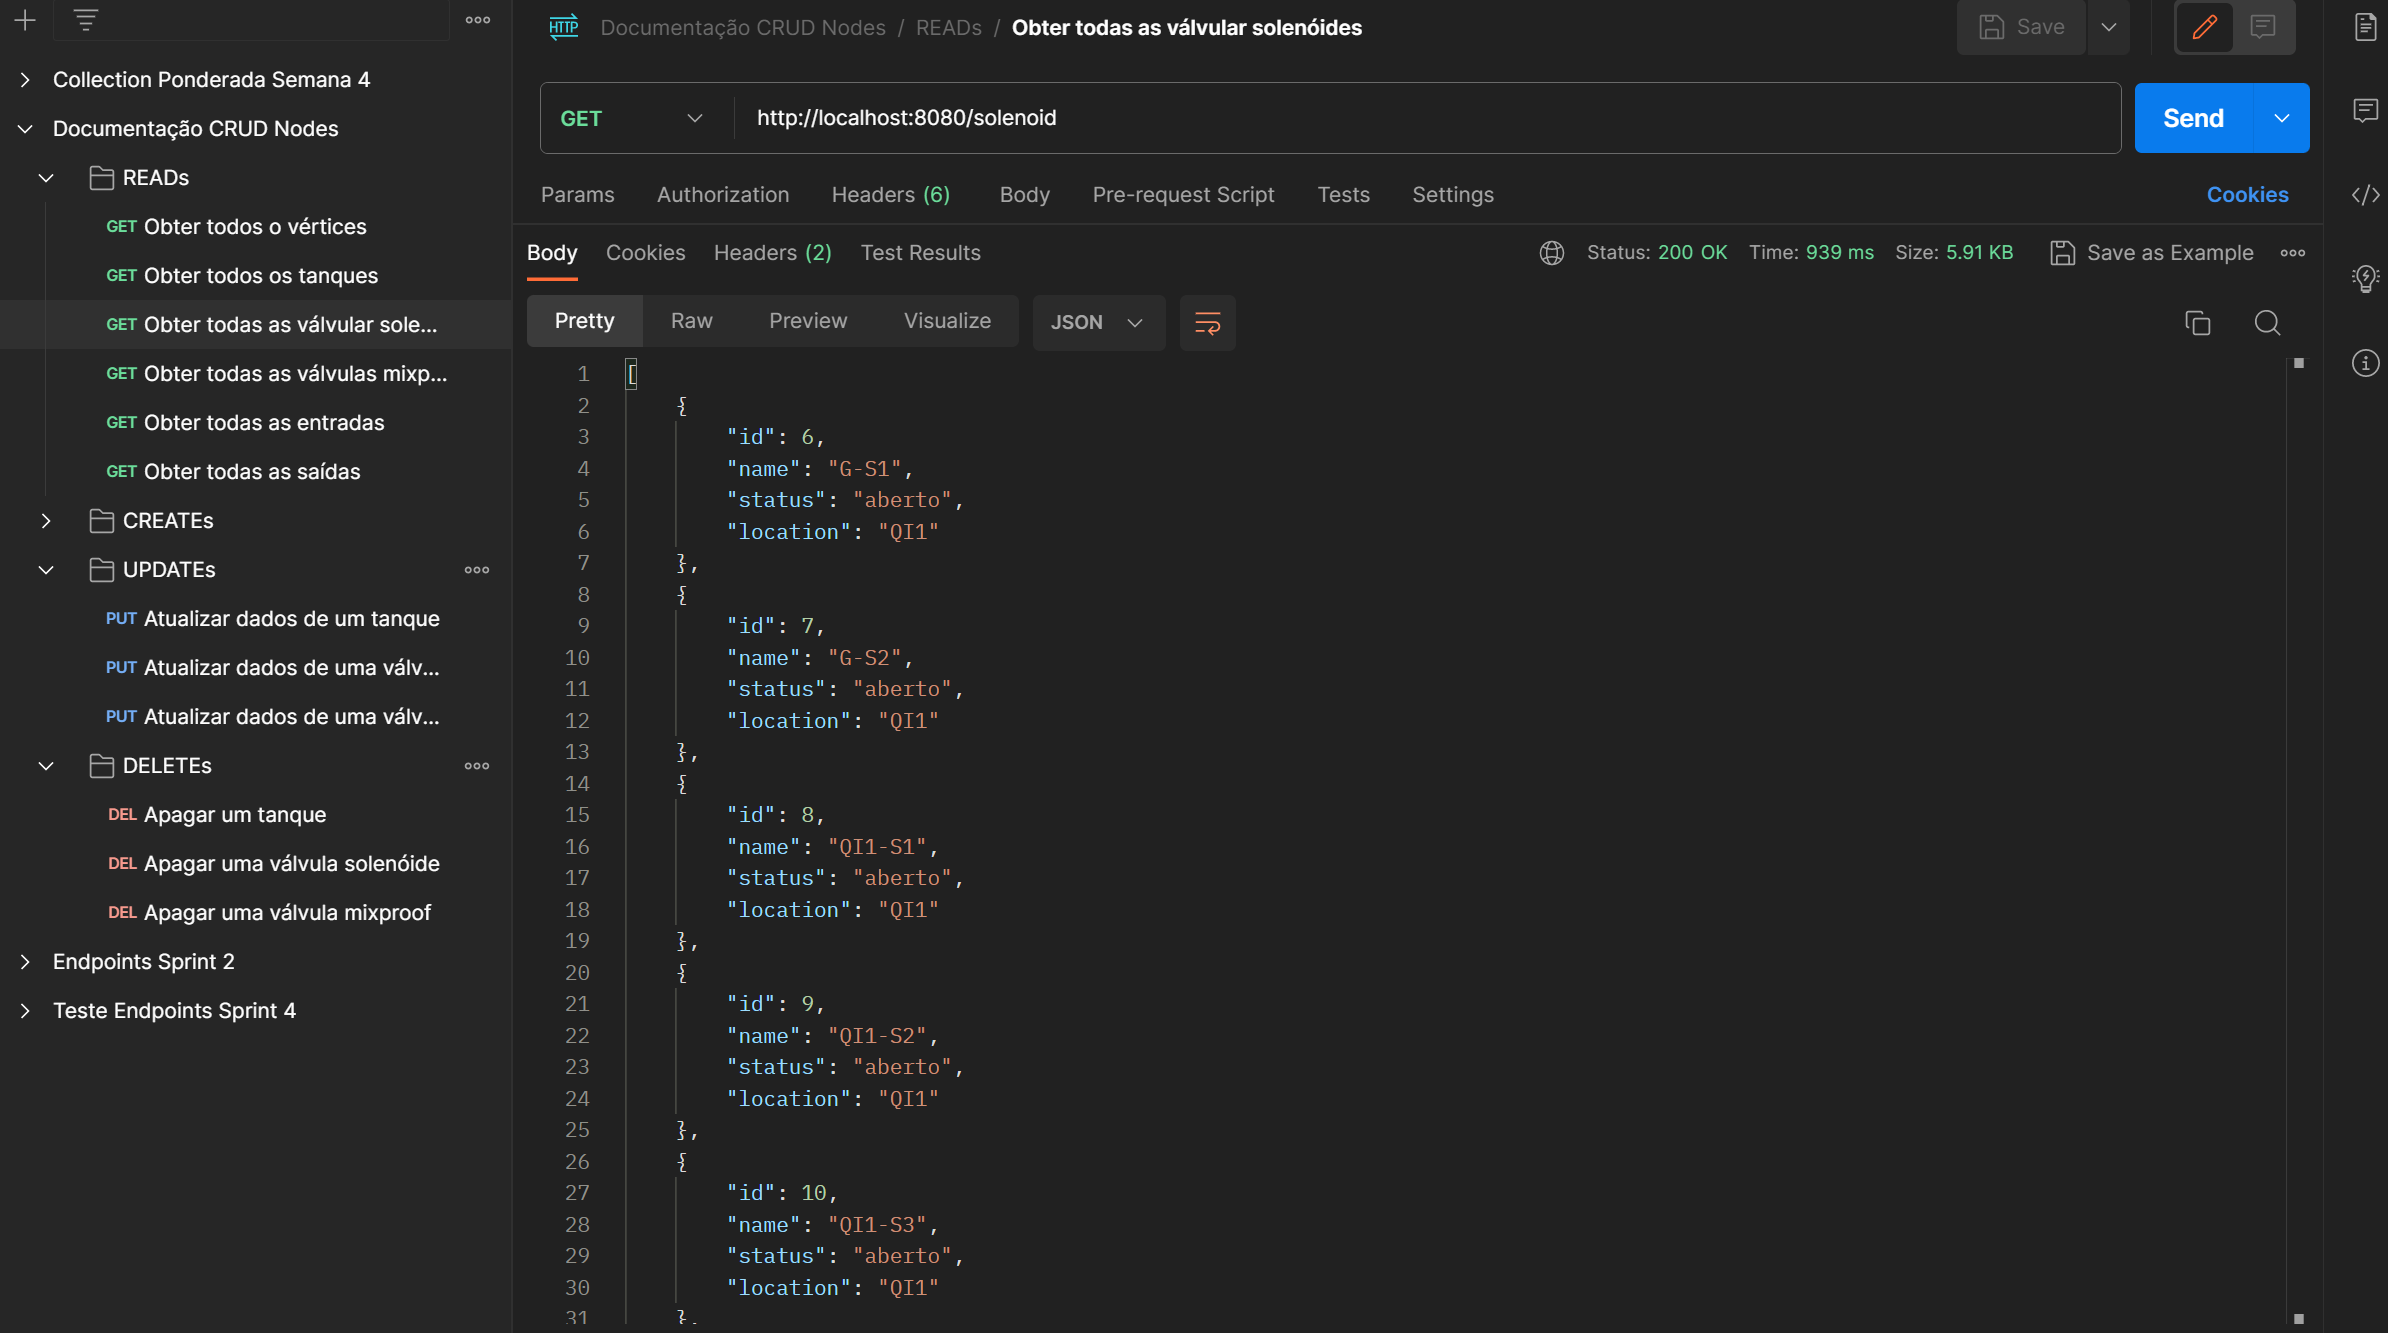 Collection Ponderada Semana 4
Documentação CRUD Nodes
READs
GET Obter todos o vértices
GET Obter todos os tanques
GET Obter todas as válvular sole...
GET Obter todas as válvulas mixp...
GET Obter todas as entradas
GET Obter todas as saídas
CREATEs
UPDATEs
PUT Atualizar dados de um tanque
PUT Atualizar dados de uma válv...
PUT Atualizar dados de uma válv...
DELETEs
DEL Apagar um tanque
DEL Apagar uma válvula solenóide
DEL Apagar uma válvula mixproof
Endpoints Sprint 2
Teste Endpoints Sprint 4
HTTP Documentação CRUD Nodes / READs / Obter todas as válvular solenóides
Save
GET http://localhost:8080/solenoid
Send
Params Authorization Headers (6) Body Pre-request Script Tests Settings Cookies
Body Cookies Headers (2) Test Results Status: 200 OK Time: 939 ms Size: 5.91 KB Save as Example
Pretty Raw Preview Visualize JSON
1 [
2 {
3 "id": 6,
4 "name": "G-S1",
5 "status": "aberto",
6 "location": "QI1"
7 },
8 {
9 "id": 7,
10 "name": "G-S2",
11 "status": "aberto",
12 "location": "QI1"
13 },
14 {
15 "id": 8,
16 "name": "QI1-S1",
17 "status": "aberto",
18 "location": "QI1"
19 },
20 {
21 "id": 9,
22 "name": "QI1-S2",
23 "status": "aberto",
24 "location": "QI1"
25 },
26 {
27 "id": 10,
28 "name": "QI1-S3",
29 "status": "aberto",
30 "location": "QI1"
31 },